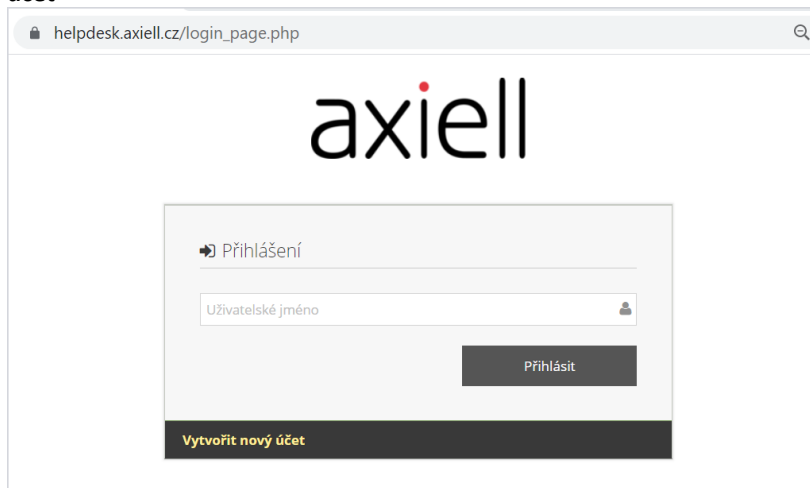 helpdesk.axiell.cz/login_page.php
axiell
Přihlášení
Uživatelské jméno
Přihlásit
Vytvořit nový účet